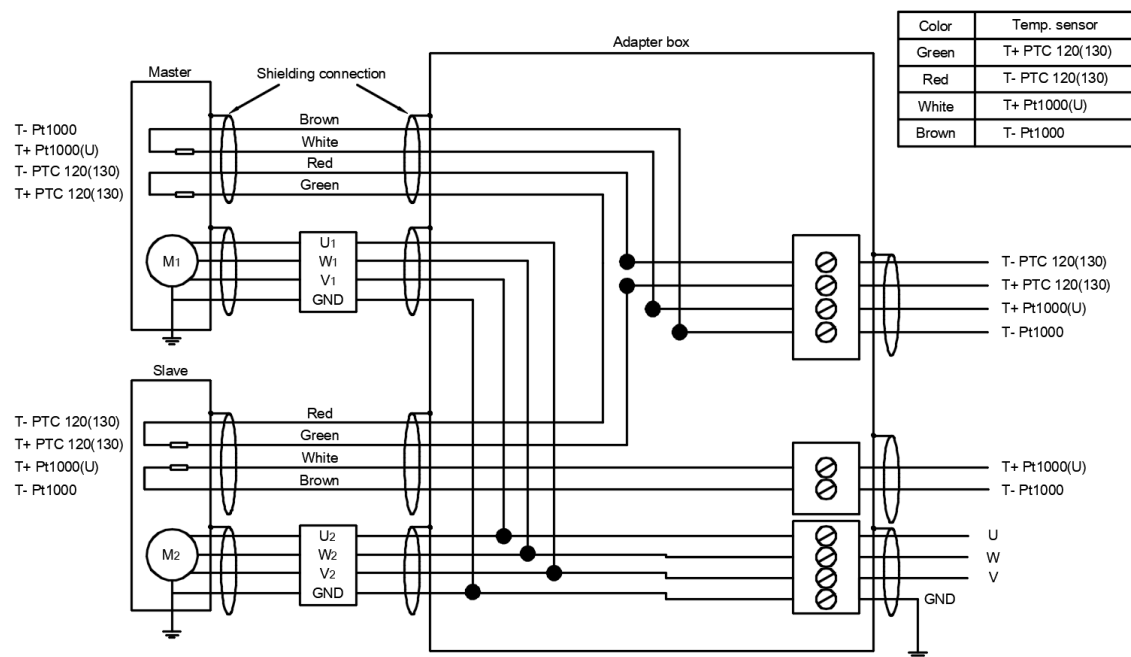 Color Temp. sensor
Green T+ PTC 120(130)
Red T- PTC 120(130)
White T+ Pt1000(U)
Brown T- Pt1000
Adapter box
Master
Shielding connection
T- Pt1000
T+ Pt1000(U)
T- PTC 120(130)
T+ PTC 120(130)
Brown
White
Red
Green
M1
U1
W1
V1
GND
T- PTC 120(130)
T+ PTC 120(130)
T+ Pt1000(U)
T- Pt1000
Slave
T- PTC 120(130)
T+ PTC 120(130)
T+ Pt1000(U)
T- Pt1000
Red
Green
White
Brown
T+ Pt1000(U)
T- Pt1000
M2
U2
W2
V2
GND
U
W
V
GND